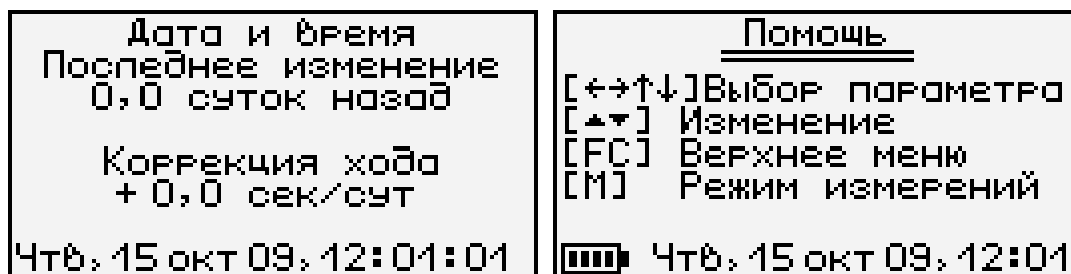 Дата и время
Последнее изменение
0,0 суток назад
Коррекция хода
+ 0,0 сек/сут
Чтв, 15 окт 09, 12:01:01
Помощь
[←→↑↓]Выбор параметра
[▲▼] Изменение
[FC] Верхнее меню
[M] Режим измерений
Чтв, 15 окт 09, 12:01